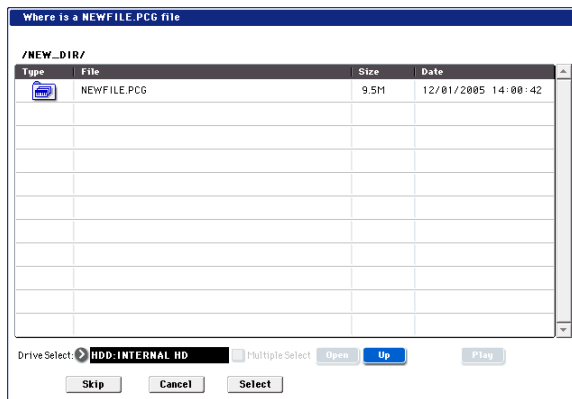 Where is a NEWFILE.PCG file
/NEW_DIR/
Type File Size Date
NEWFILE.PCG 9.5M 12/01/2005 14:00:42
Drive Select: HDD:INTERNAL HD Multiple Select Open Up Play
Skip Cancel Select